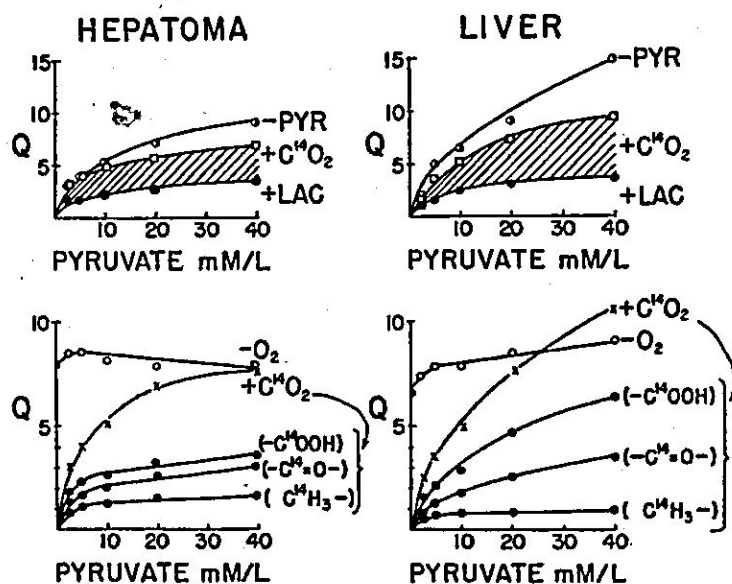 HEPATOMA
15
10
5
Q
-PYR
+C¹⁴O₂
+LAC
10 20 30 40
PYRUVATE mM/L
LIVER
15
10
5
Q
-PYR
+C¹⁴O₂
+LAC
10 20 30 40
PYRUVATE mM/L
10
5
Q
-O₂
+C¹⁴O₂
(-C¹⁴OOH)
(-C¹⁴=O-)
(C¹⁴H₃-)
10 20 30 40
PYRUVATE mM/L
10
5
Q
+C¹⁴O₂
-O₂
(-C¹⁴OOH)
(-C¹⁴=O-)
(C¹⁴H₃-)
10 20 30 40
PYRUVATE mM/L